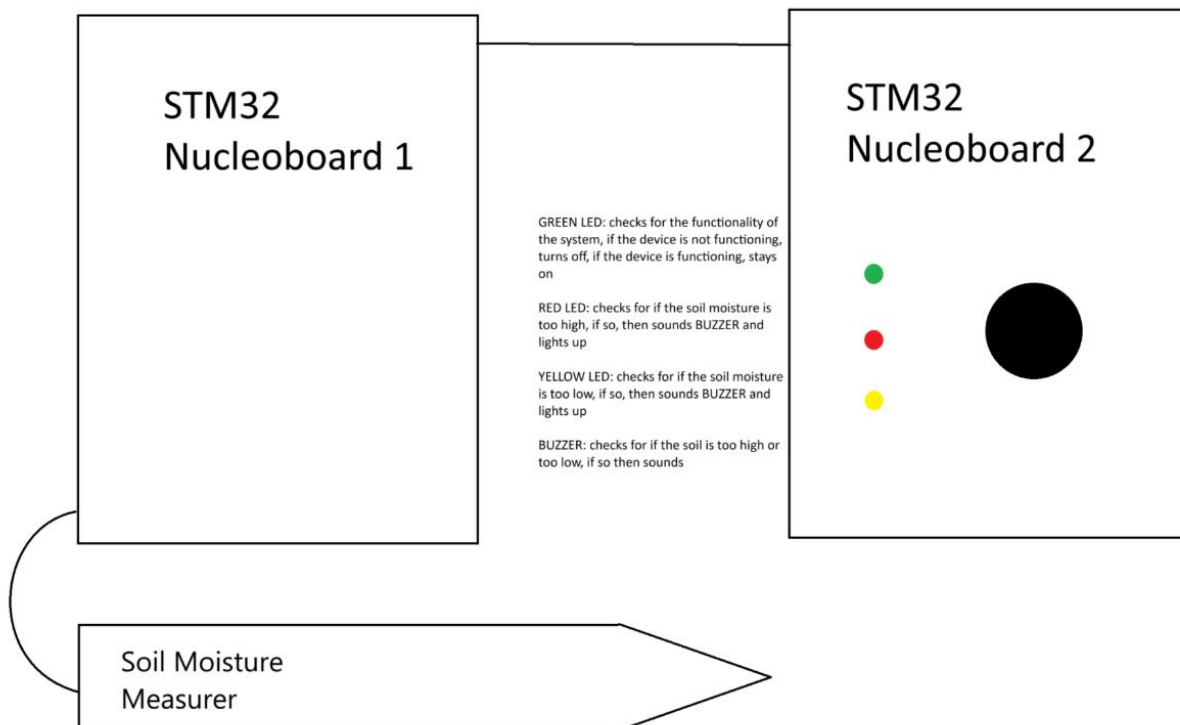 STM32
Nucleoboard 1
STM32
Nucleoboard 2
GREEN LED: checks for the functionality of
the system, if the device is not functioning,
turns off, if the device is functioning, stays
on
RED LED: checks for if the soil moisture is
too high, if so, then sounds BUZZER and
lights up
YELLOW LED: checks for if the soil moisture
is too low, if so, then sounds BUZZER and
lights up
BUZZER: checks for if the soil is too high or
too low, if so then sounds
Soil Moisture
Measurer